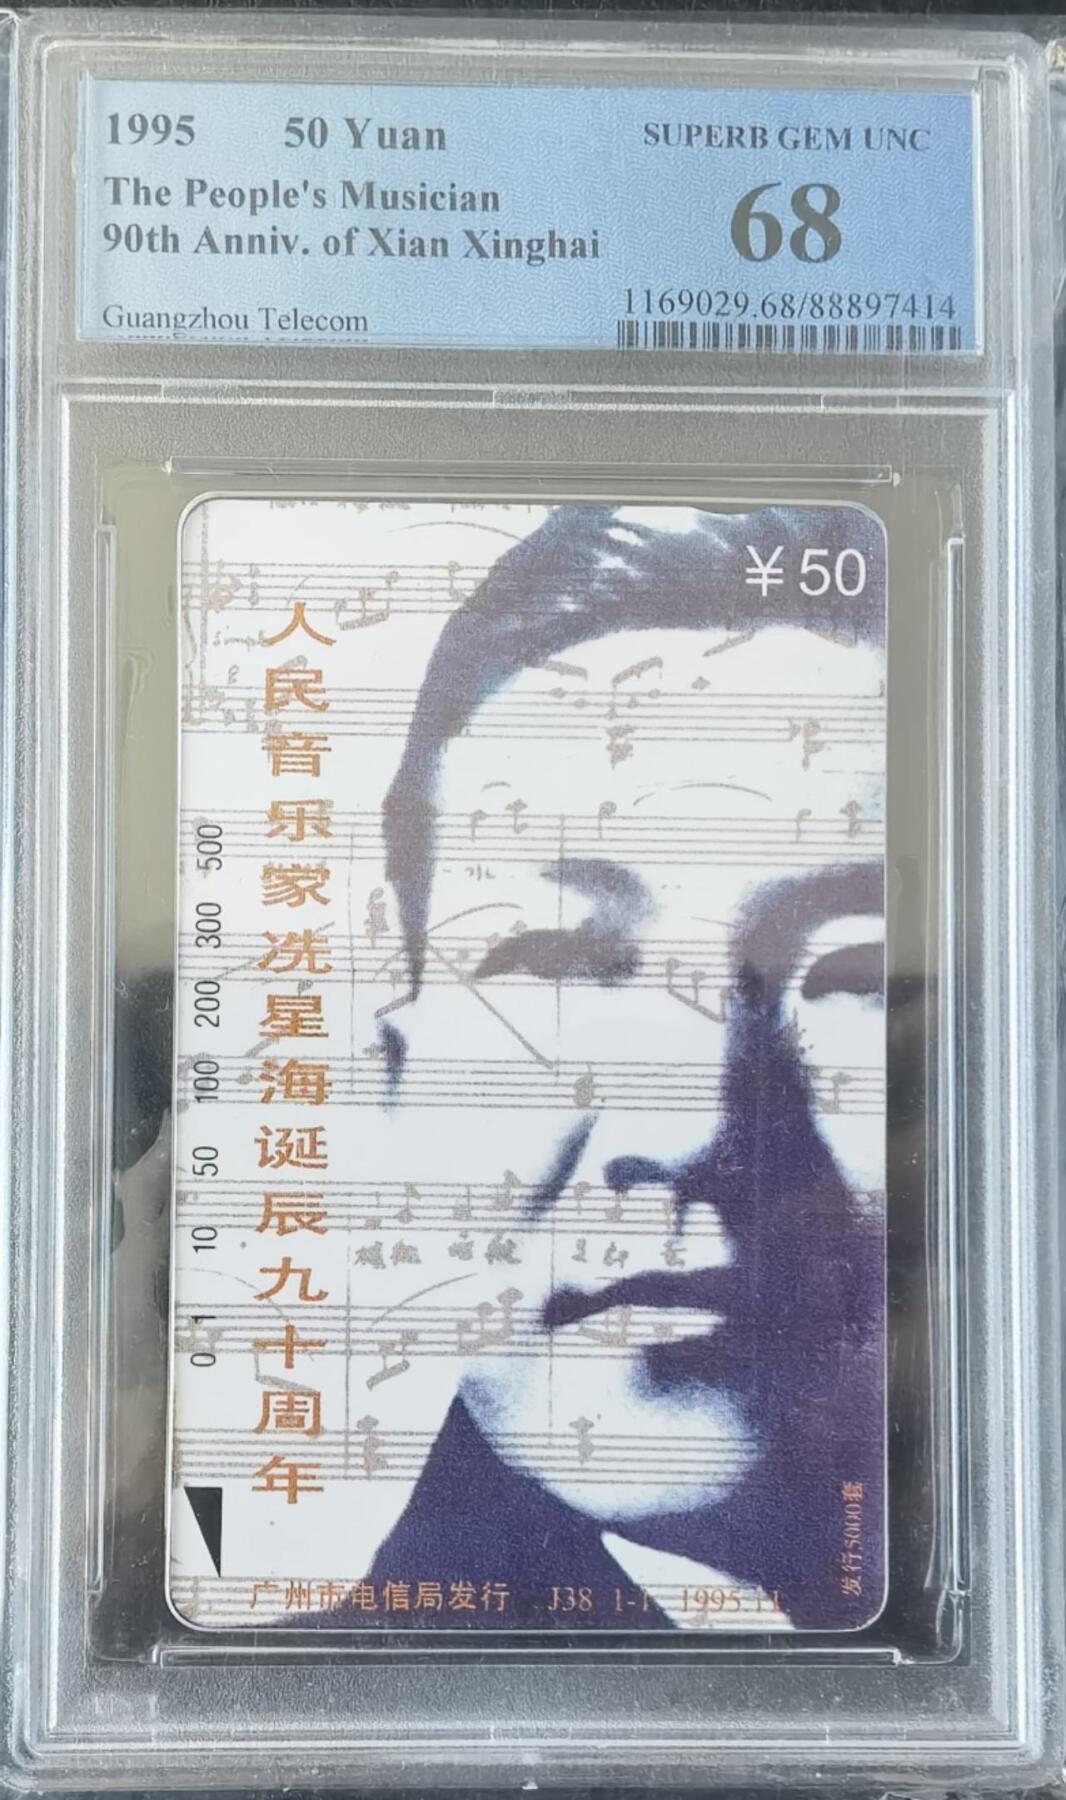 1995 50 Yuan
The People's Musician
90th Anniv. of Xian Xinghai
Guangzhou Telecom
SUPERB GEM UNC
68
1169029.68/88897414
¥50
人民音乐家冼星海诞辰九十周年
0 1 10 50 100 200 300 500
广州市电信局发行 J38 1-1 1995.11
发行5000套